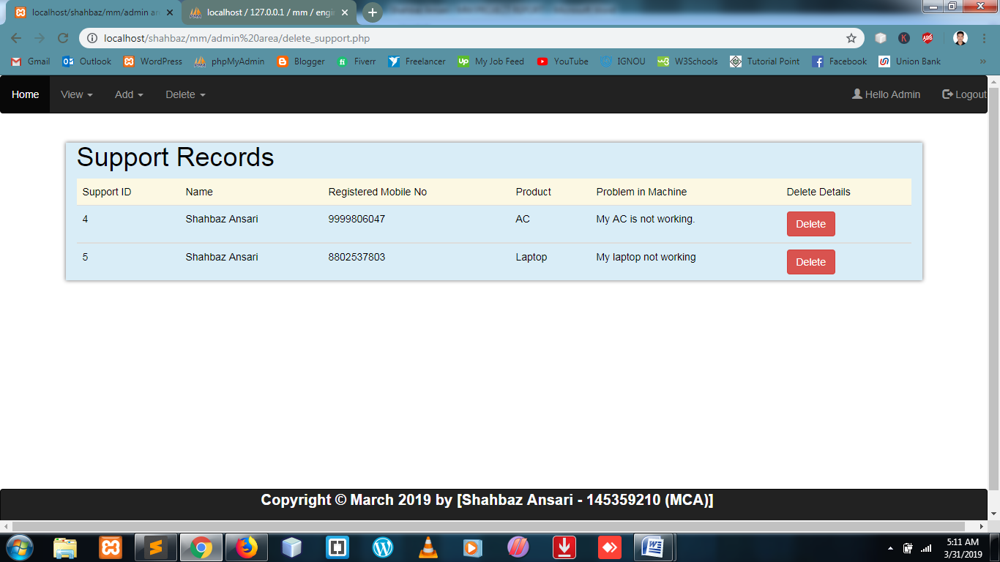 localhost/shahbaz/mm/admin ar
localhost / 127.0.0.1 / mm / engin
localhost/shahbaz/mm/admin%20area/delete_support.php
Gmail Outlook WordPress phpMyAdmin Blogger Fiverr Freelancer My Job Feed YouTube IGNOU W3Schools Tutorial Point Facebook Union Bank »
Home View Add Delete Hello Admin Logout
Support Records
Support ID Name Registered Mobile No Product Problem in Machine Delete Details
4 Shahbaz Ansari 9999806047 AC My AC is not working. Delete
5 Shahbaz Ansari 8802537803 Laptop My laptop not working Delete
Copyright © March 2019 by [Shahbaz Ansari - 145359210 (MCA)]
5:11 AM
3/31/2019